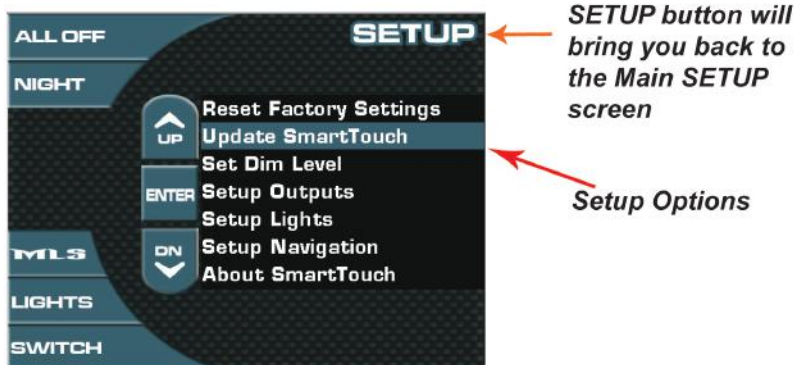 ALL OFF
NIGHT
SETUP
UP
ENTER
DN
Reset Factory Settings
Update SmartTouch
Set Dim Level
Setup Outputs
Setup Lights
Setup Navigation
About SmartTouch
MLS
LIGHTS
SWITCH
SETUP button will
bring you back to
the Main SETUP
screen
Setup Options